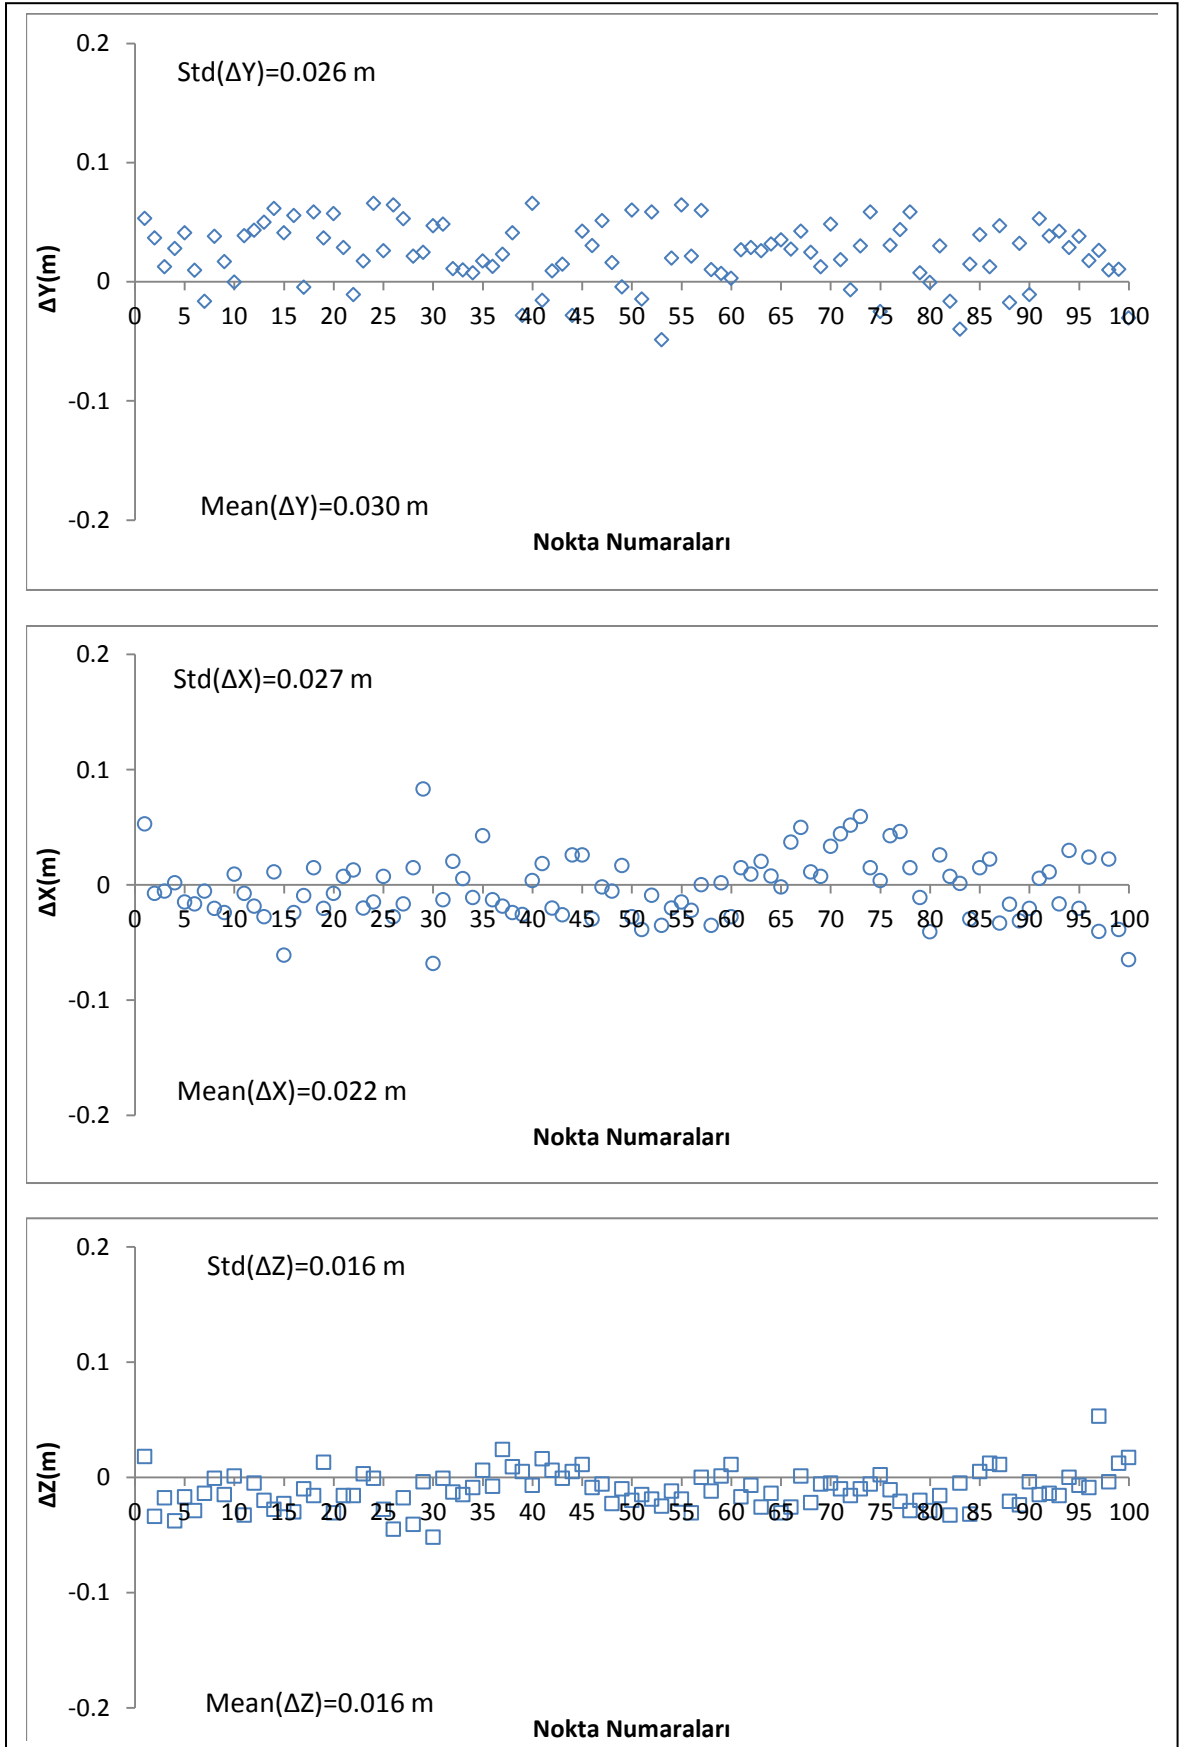 0.2
Std(ΔY)=0.026 m
0.1
ΔY(m)
0
0 5 10 15 20 25 30 35 40 45 50 55 60 65 70 75 80 85 90 95 100
-0.1
Mean(ΔY)=0.030 m
-0.2
Nokta Numaraları
0.2
Std(ΔX)=0.027 m
0.1
ΔX(m)
0
0 5 10 15 20 25 30 35 40 45 50 55 60 65 70 75 80 85 90 95 100
-0.1
Mean(ΔX)=0.022 m
-0.2
Nokta Numaraları
0.2
Std(ΔZ)=0.016 m
0.1
ΔZ(m)
0
0 5 10 15 20 25 30 35 40 45 50 55 60 65 70 75 80 85 90 95 100
-0.1
Mean(ΔZ)=0.016 m
-0.2
Nokta Numaraları